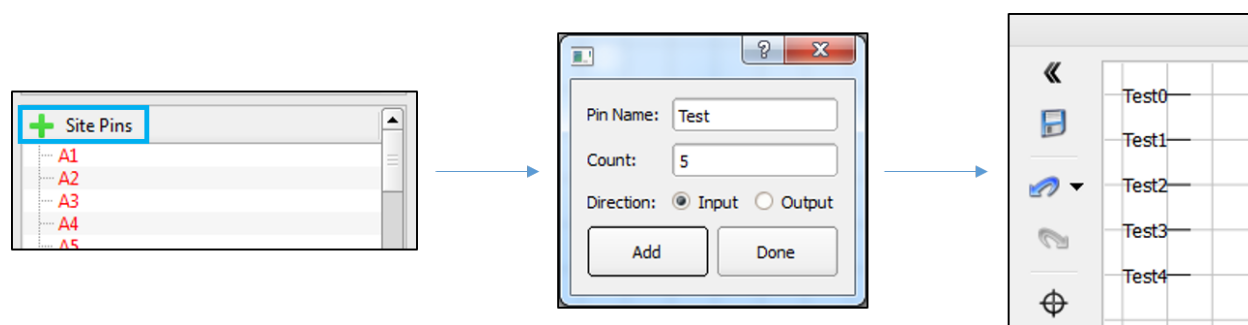 Site Pins
A1
A2
A3
A4
A5
Pin Name: Test
Count: 5
Direction: Input Output
Add Done
Test0
Test1
Test2
Test3
Test4